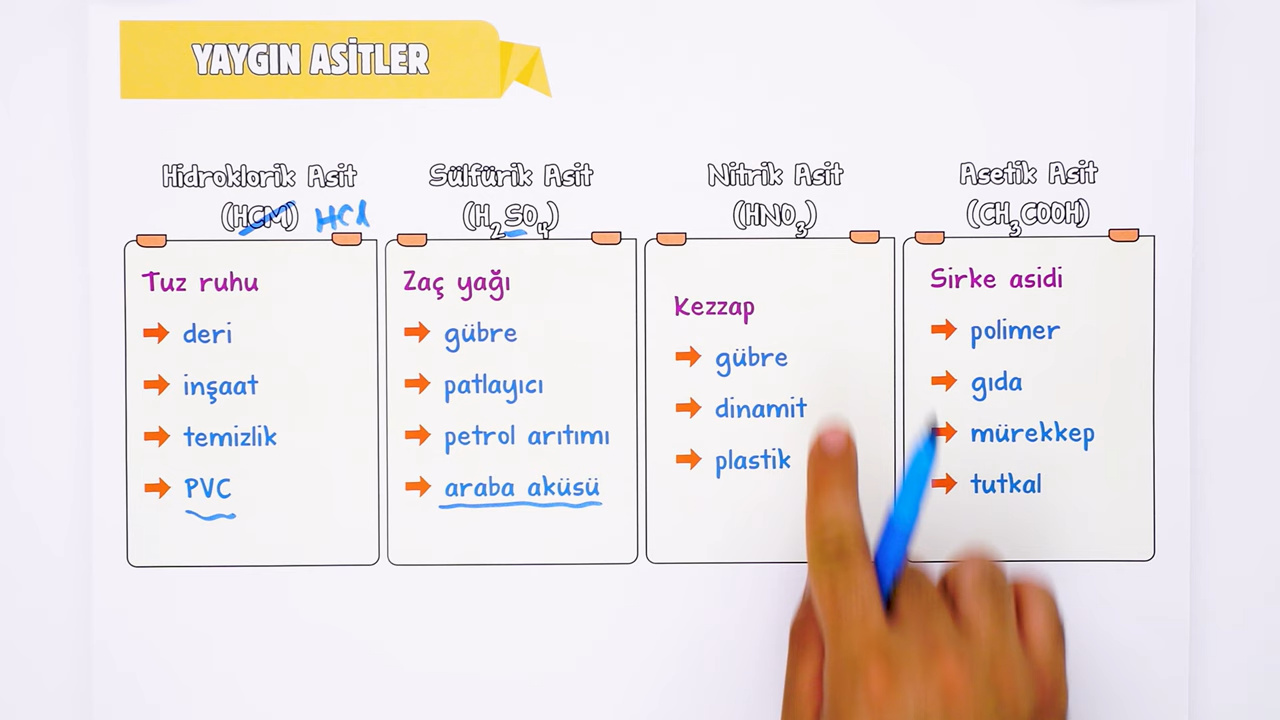 YAYGIN ASİTLER
Hidroklorik Asit
(HCM) HCl
Tuz ruhu
deri
inşaat
temizlik
PVC
Sülfürik Asit
(H2SO4)
Zaç yağı
gübre
patlayıcı
petrol arıtımı
araba aküsü
Nitrik Asit
(HNO3)
Kezzap
gübre
dinamit
plastik
Asetik Asit
(CH3COOH)
Sirke asidi
polimer
gıda
mürekkep
tutkal